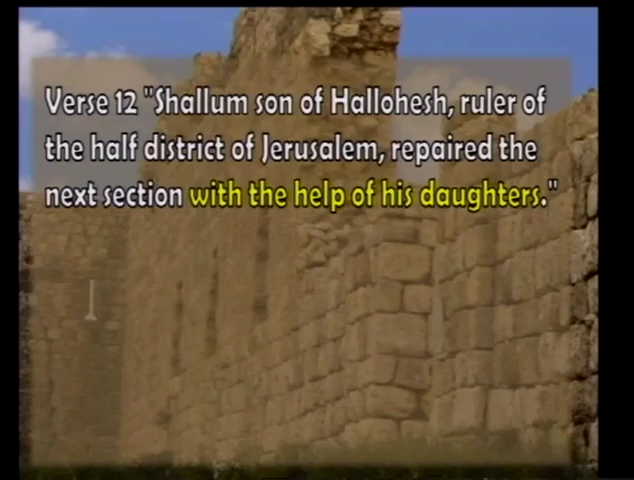 Verse 12 "Shallum son of Hallohesh, ruler of
the half district of Jerusalem, repaired the
next section with the help of his daughters."